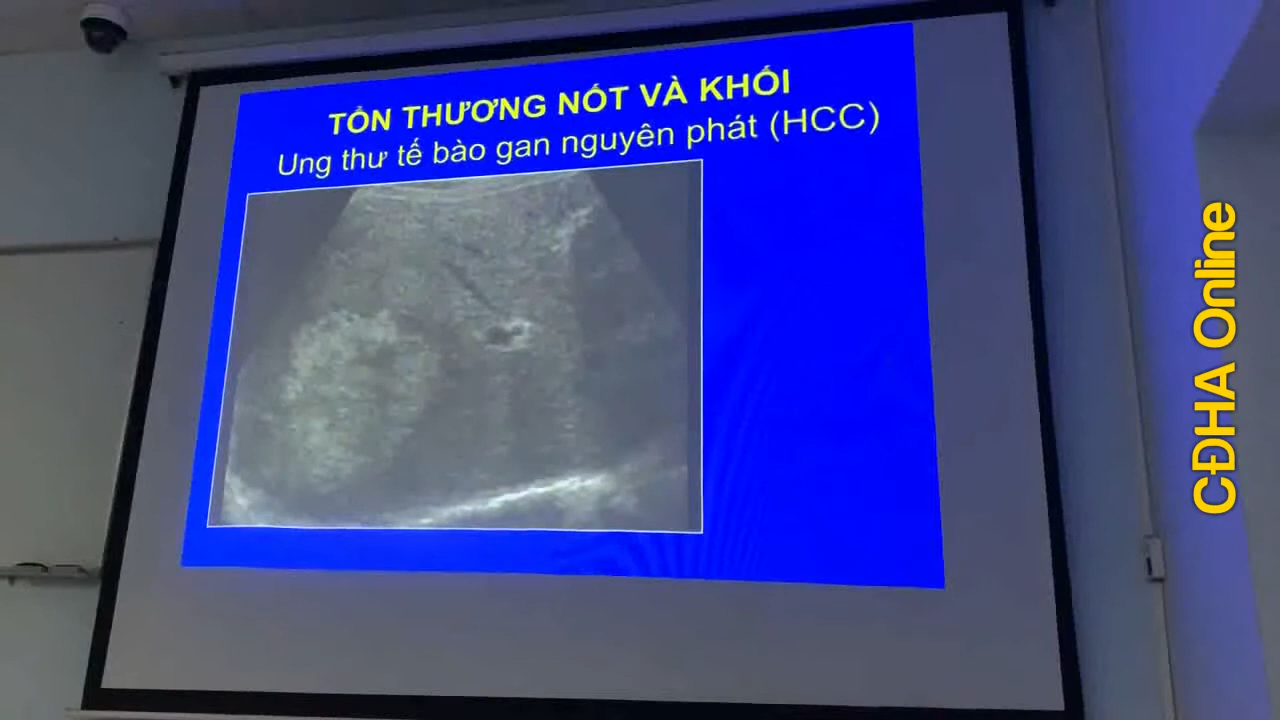 TỔN THƯƠNG NỐT VÀ KHỐI
Ung thư tế bào gan nguyên phát (HCC)
CĐHA Online